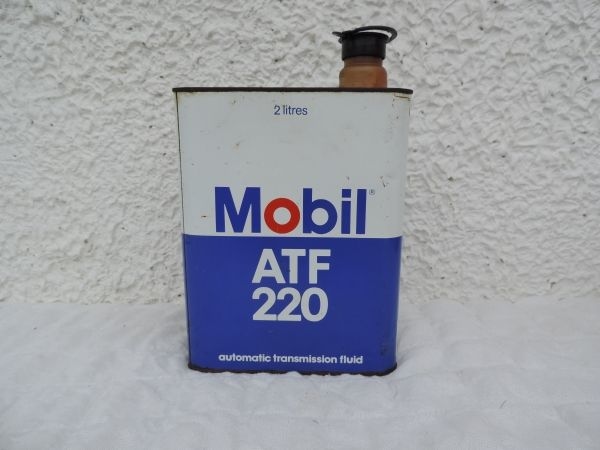 2 litres
Mobil®
ATF
220
automatic transmission fluid